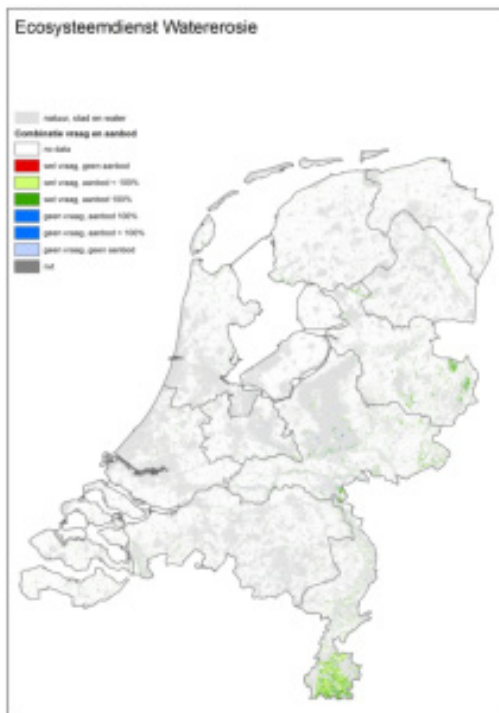 Ecosysteemdienst Watererosie
natuur, stad en water
Combinatie vraag en aanbod
no data
wel vraag, geen aanbod
wel vraag, aanbod < 100%
wel vraag, aanbod 100%
geen vraag, aanbod 100%
geen vraag, aanbod < 100%
geen vraag, geen aanbod